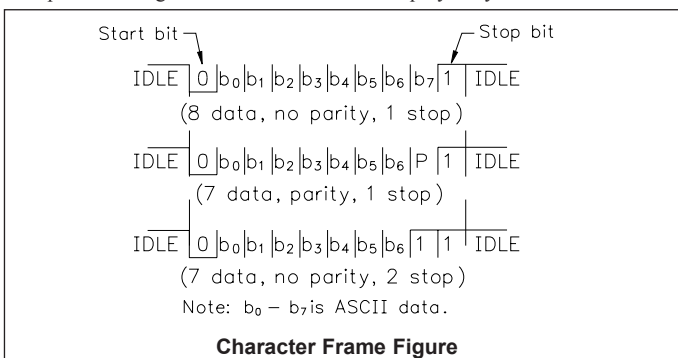 Start bit Stop bit
IDLE 0 b₀ b₁ b₂ b₃ b₄ b₅ b₆ b₇ 1 IDLE
(8 data, no parity, 1 stop)
IDLE 0 b₀ b₁ b₂ b₃ b₄ b₅ b₆ P 1 IDLE
(7 data, parity, 1 stop)
IDLE 0 b₀ b₁ b₂ b₃ b₄ b₅ b₆ 1 1 IDLE
(7 data, no parity, 2 stop)
Note: b₀ – b₇ is ASCII data.
Character Frame Figure